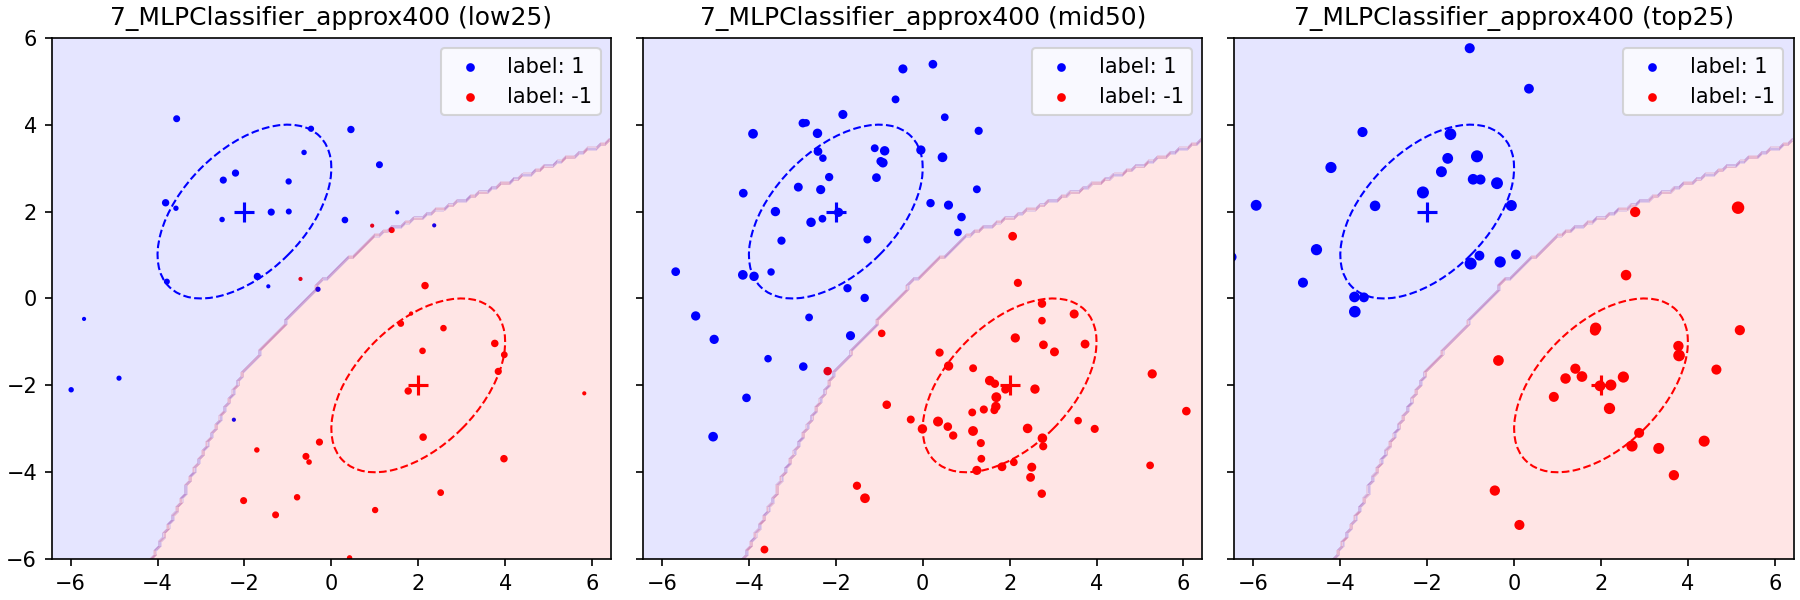 7_MLPClassifier_approx400 (low25)
label: 1
label: -1
6
4
2
0
−2
−4
−6
−6 −4 −2 0 2 4 6
7_MLPClassifier_approx400 (mid50)
label: 1
label: -1
−6 −4 −2 0 2 4 6
7_MLPClassifier_approx400 (top25)
label: 1
label: -1
−6 −4 −2 0 2 4 6